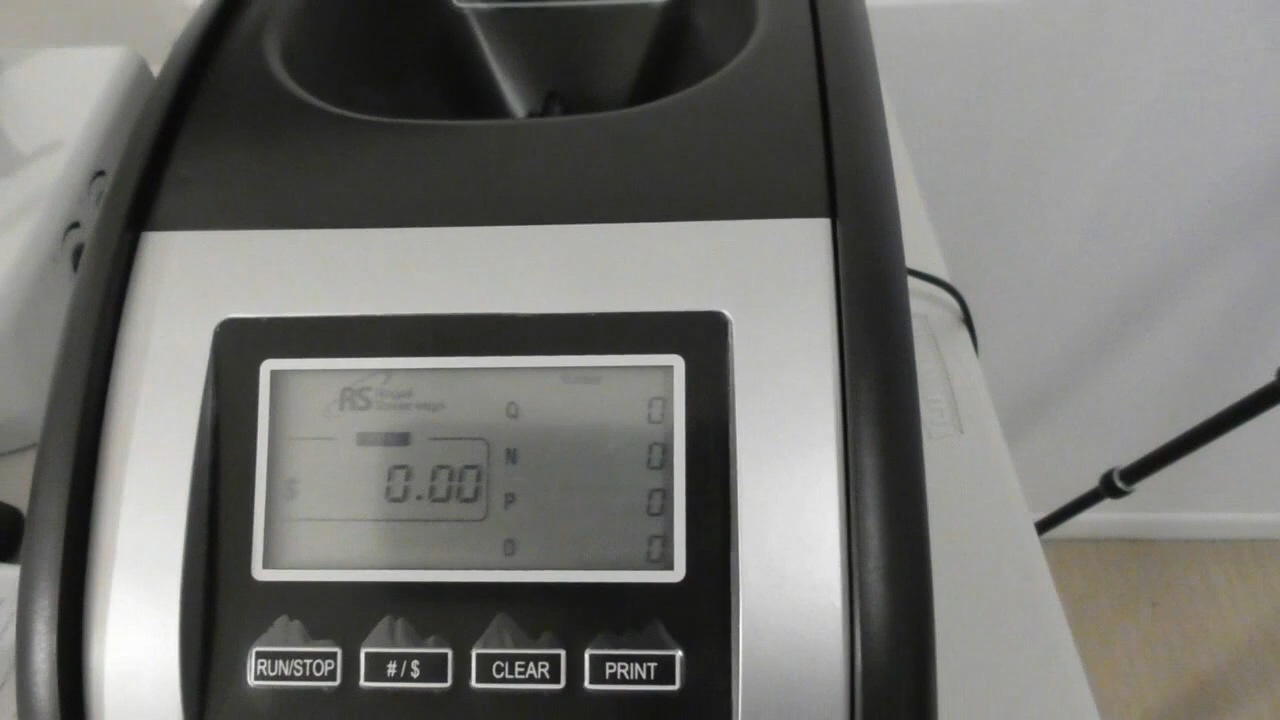 RS
Q 0
N 0
$ 0.00
P 0
D 0
RUN/STOP
# / $
CLEAR
PRINT